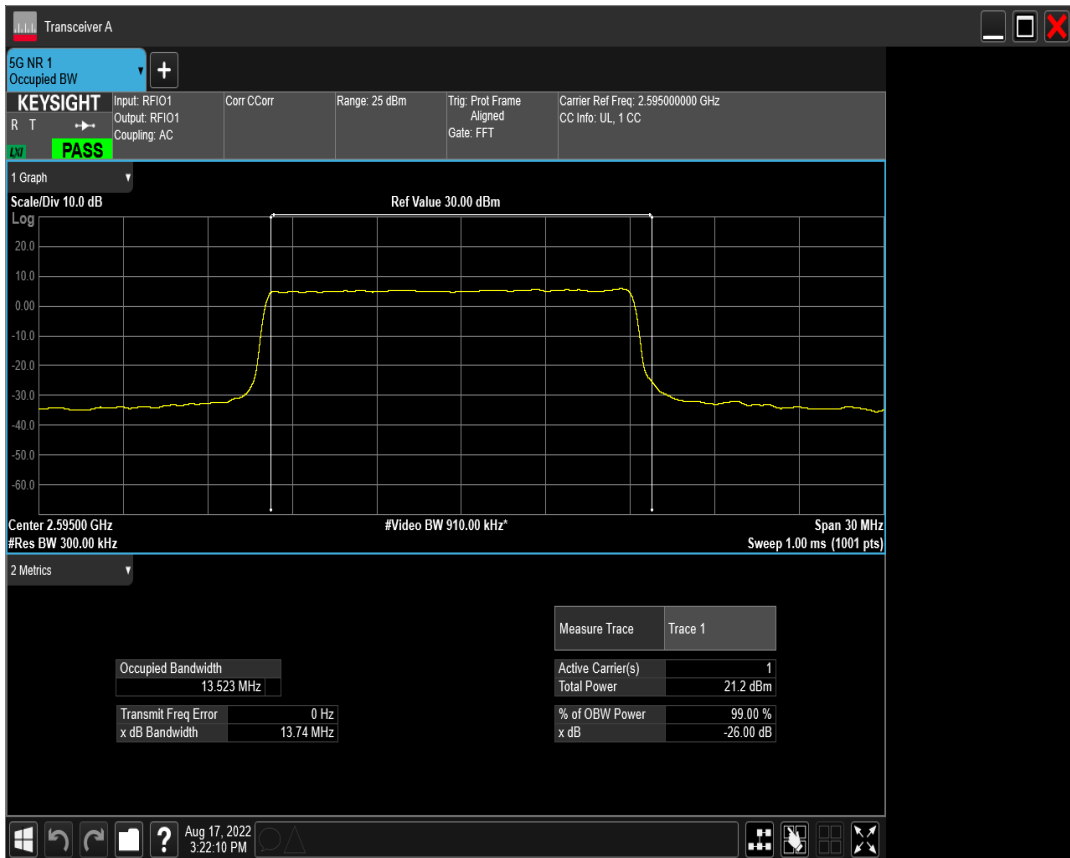 Transceiver A
5G NR 1
Occupied BW
+
KEYSIGHT
R T
LXI
PASS
Input: RFIO1
Output: RFIO1
Coupling: AC
Corr CCorr
Range: 25 dBm
Trig: Prot Frame
Aligned
Gate: FFT
Carrier Ref Freq: 2.595000000 GHz
CC Info: UL, 1 CC
1 Graph
Scale/Div 10.0 dB
Ref Value 30.00 dBm
Log
20.0
10.0
0.00
-10.0
-20.0
-30.0
-40.0
-50.0
-60.0
Center 2.59500 GHz
#Video BW 910.00 kHz*
Span 30 MHz
#Res BW 300.00 kHz
Sweep 1.00 ms (1001 pts)
2 Metrics
Measure Trace Trace 1
Occupied Bandwidth
13.523 MHz
Active Carrier(s) 1
Total Power 21.2 dBm
Transmit Freq Error 0 Hz
x dB Bandwidth 13.74 MHz
% of OBW Power 99.00 %
x dB -26.00 dB
?
Aug 17, 2022
3:22:10 PM